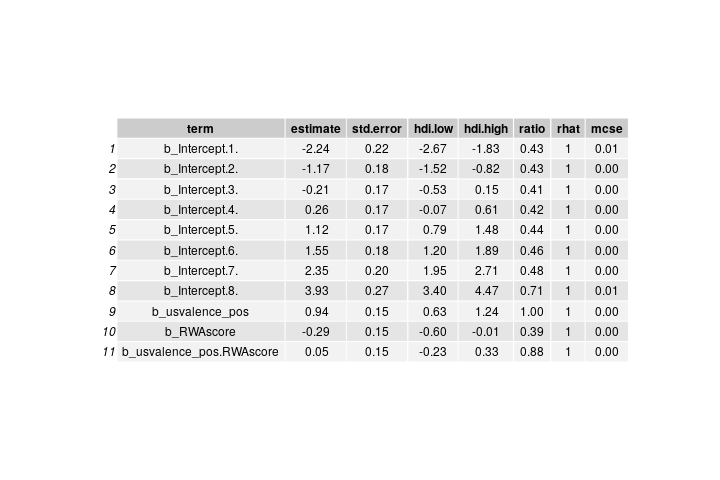 term estimate std.error hdi.low hdi.high ratio rhat mcse
1 b_Intercept.1. -2.24 0.22 -2.67 -1.83 0.43 1 0.01
2 b_Intercept.2. -1.17 0.18 -1.52 -0.82 0.43 1 0.00
3 b_Intercept.3. -0.21 0.17 -0.53 0.15 0.41 1 0.00
4 b_Intercept.4. 0.26 0.17 -0.07 0.61 0.42 1 0.00
5 b_Intercept.5. 1.12 0.17 0.79 1.48 0.44 1 0.00
6 b_Intercept.6. 1.55 0.18 1.20 1.89 0.46 1 0.00
7 b_Intercept.7. 2.35 0.20 1.95 2.71 0.48 1 0.00
8 b_Intercept.8. 3.93 0.27 3.40 4.47 0.71 1 0.01
9 b_usvalence_pos 0.94 0.15 0.63 1.24 1.00 1 0.00
10 b_RWAscore -0.29 0.15 -0.60 -0.01 0.39 1 0.00
11 b_usvalence_pos.RWAscore 0.05 0.15 -0.23 0.33 0.88 1 0.00